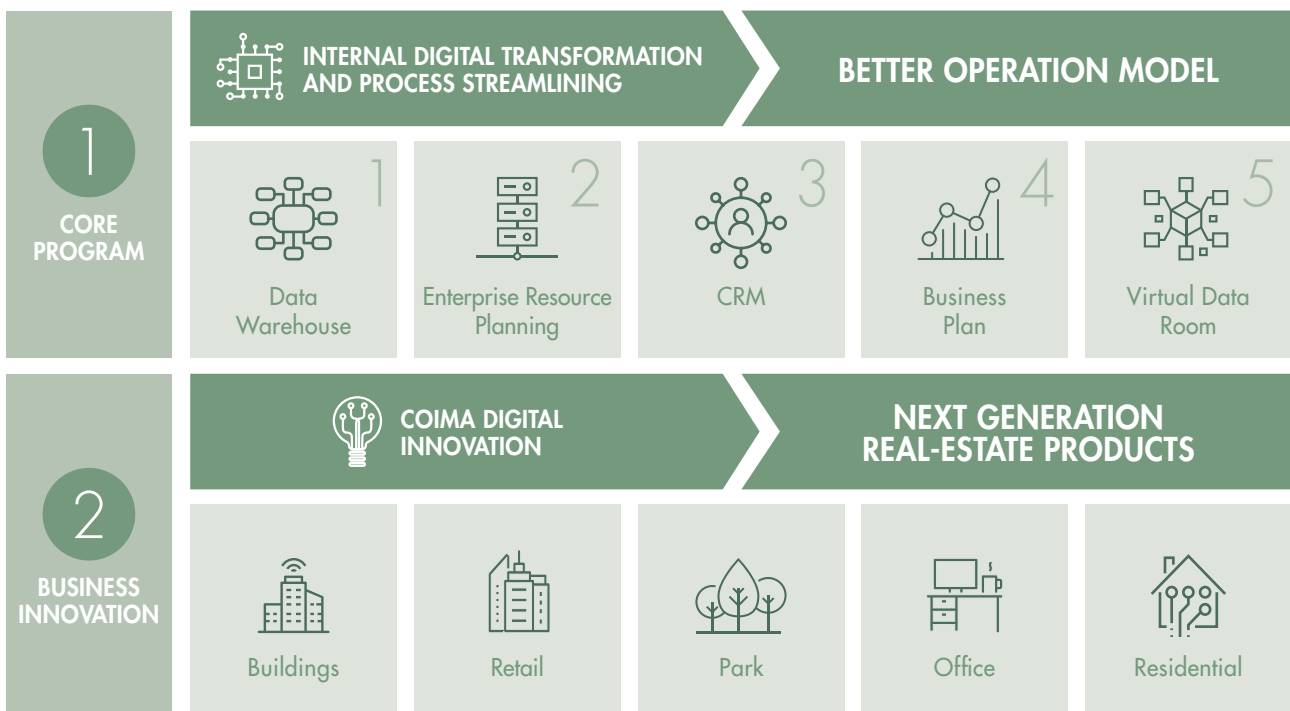 1
CORE
PROGRAM
INTERNAL DIGITAL TRANSFORMATION
AND PROCESS STREAMLINING
BETTER OPERATION MODEL
1
Data
Warehouse
2
Enterprise Resource
Planning
3
CRM
4
Business
Plan
5
Virtual Data
Room
2
BUSINESS
INNOVATION
COIMA DIGITAL
INNOVATION
NEXT GENERATION
REAL-ESTATE PRODUCTS
Buildings
Retail
Park
Office
Residential